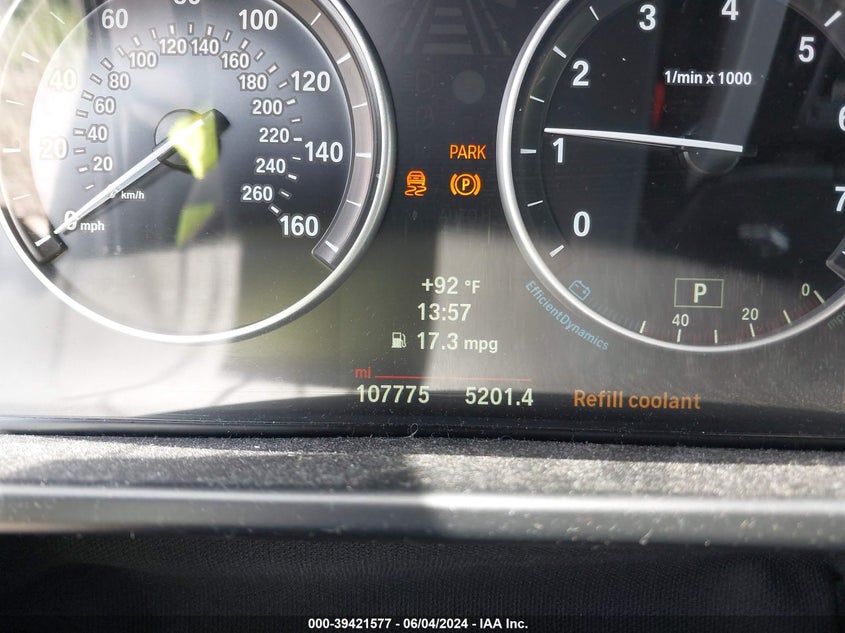 20 40 60 80 100 120 140 160
20 40 60 80 100 120 140 160 180 200 220 240 260
km/h
0 mph
PARK
P
+92 °F
13:57
17.3 mpg
mi
107775 5201.4
0 1 2 3 4 5 6 7
1/min x 1000
P
EfficientDynamics
40 20 0
Refill coolant
000-39421577 - 06/04/2024 - IAA Inc.